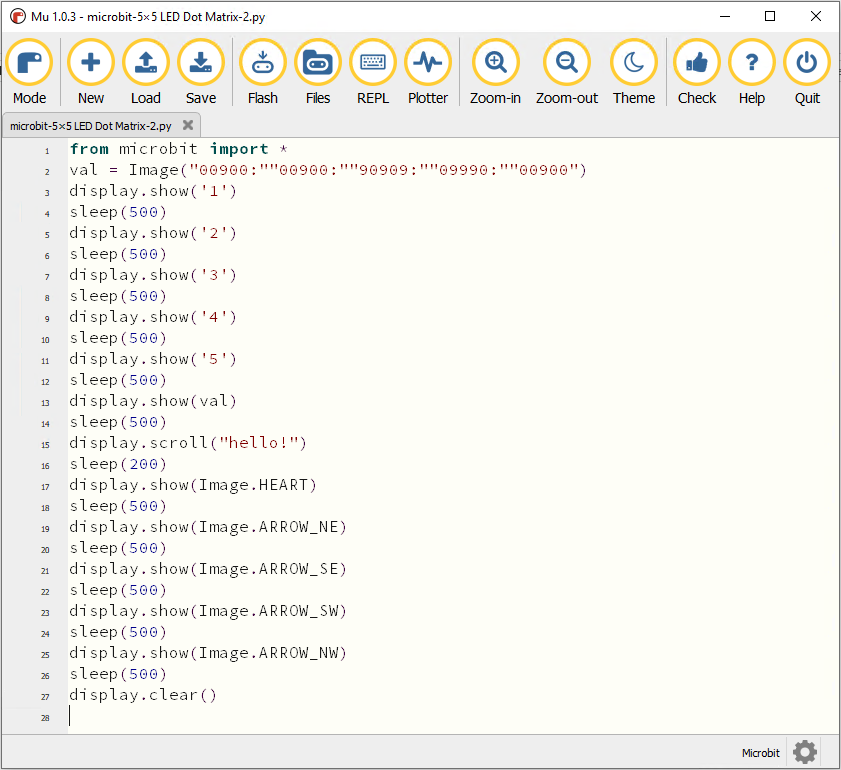 Mu 1.0.3 - microbit-5×5 LED Dot Matrix-2.py
Mode New Load Save Flash Files REPL Plotter Zoom-in Zoom-out Theme Check Help Quit
microbit-5×5 LED Dot Matrix-2.py
1 from microbit import *
2 val = Image("00900:""00900:""90909:""09990:""00900")
3 display.show('1')
4 sleep(500)
5 display.show('2')
6 sleep(500)
7 display.show('3')
8 sleep(500)
9 display.show('4')
10 sleep(500)
11 display.show('5')
12 sleep(500)
13 display.show(val)
14 sleep(500)
15 display.scroll("hello!")
16 sleep(200)
17 display.show(Image.HEART)
18 sleep(500)
19 display.show(Image.ARROW_NE)
20 sleep(500)
21 display.show(Image.ARROW_SE)
22 sleep(500)
23 display.show(Image.ARROW_SW)
24 sleep(500)
25 display.show(Image.ARROW_NW)
26 sleep(500)
27 display.clear()
28
Microbit